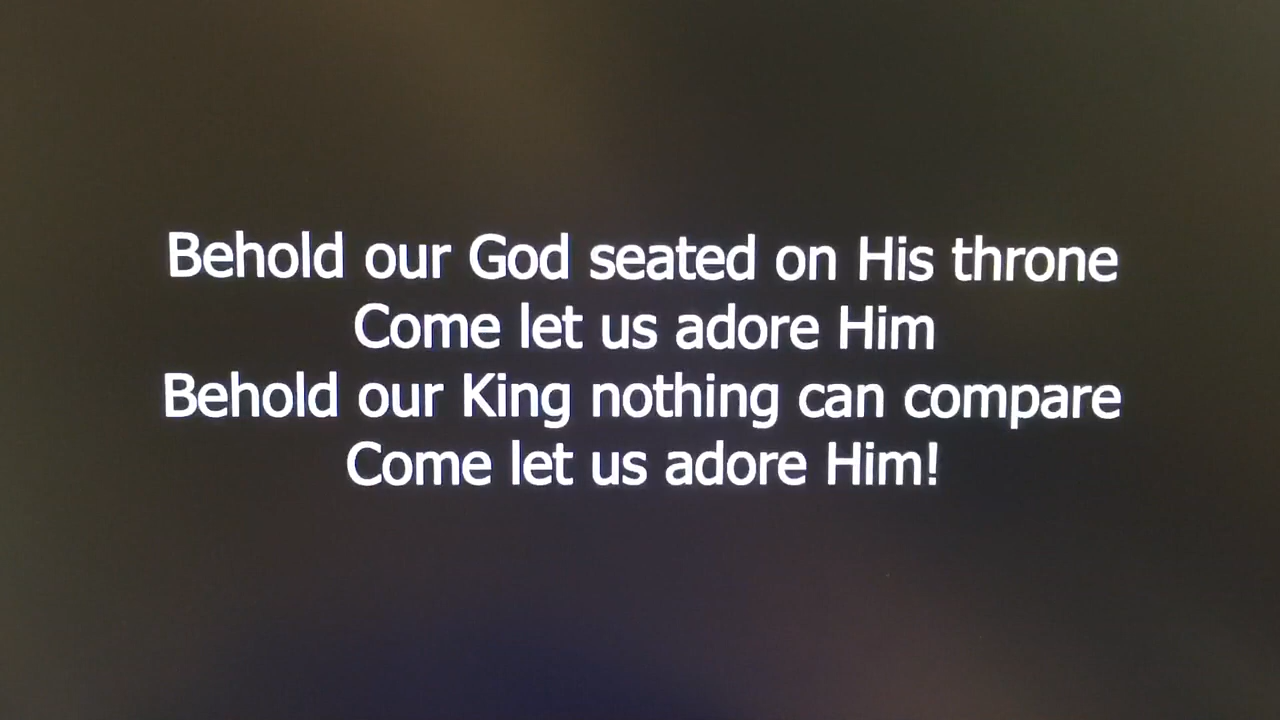 Behold our God seated on His throne
Come let us adore Him
Behold our King nothing can compare
Come let us adore Him!